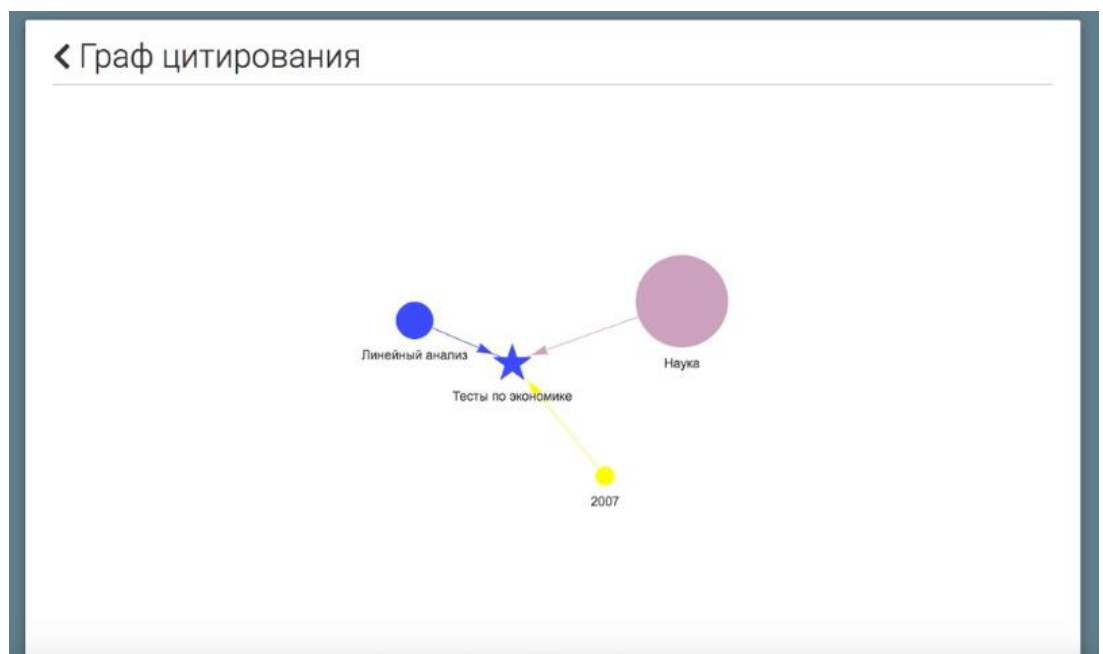 Граф цитирования
Линейный анализ
Наука
Тесты по экономике
2007